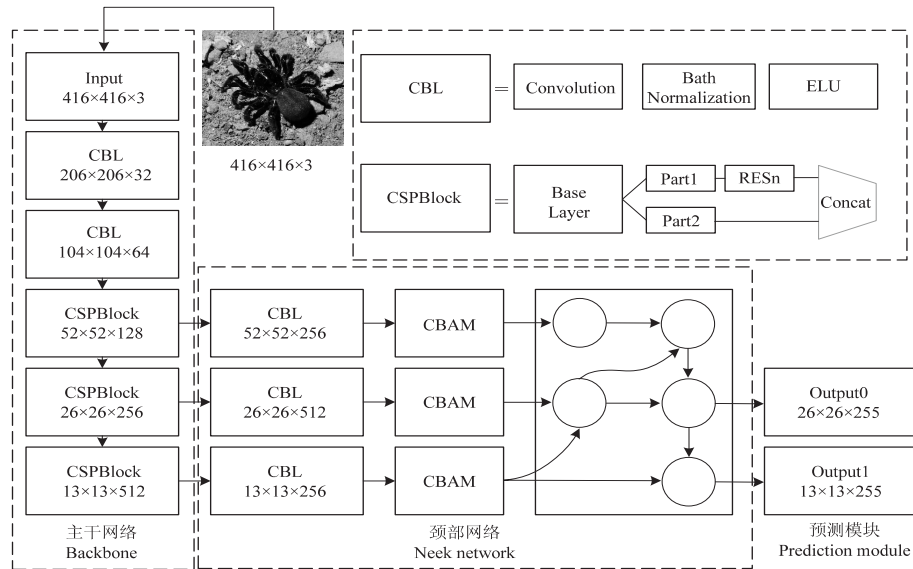 Input
416×416×3
CBL
206×206×32
CBL
104×104×64
CSPBlock
52×52×128
CSPBlock
26×26×256
CSPBlock
13×13×512
主干网络
Backbone
416×416×3
CBL
=
Convolution
Bath
Normalization
ELU
CSPBlock
=
Base
Layer
Part1
RESn
Part2
Concat
CBL
52×52×256
CBAM
CBL
26×26×512
CBAM
CBL
13×13×256
CBAM
颈部网络
Neek network
Output0
26×26×255
Output1
13×13×255
预测模块
Prediction module